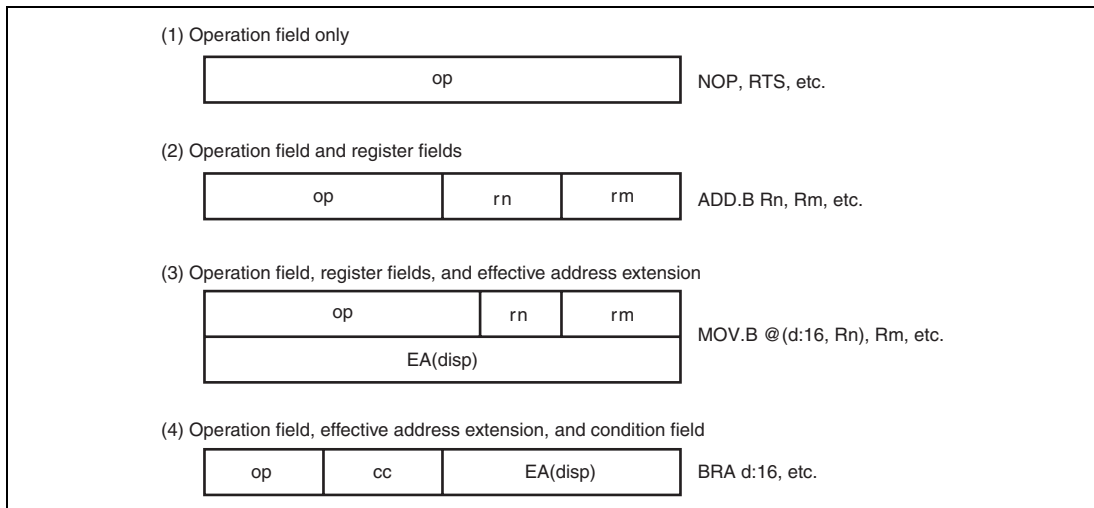 (1) Operation field only
op
NOP, RTS, etc.
(2) Operation field and register fields
op rn rm
ADD.B Rn, Rm, etc.
(3) Operation field, register fields, and effective address extension
op rn rm
EA(disp)
MOV.B @(d:16, Rn), Rm, etc.
(4) Operation field, effective address extension, and condition field
op cc EA(disp)
BRA d:16, etc.